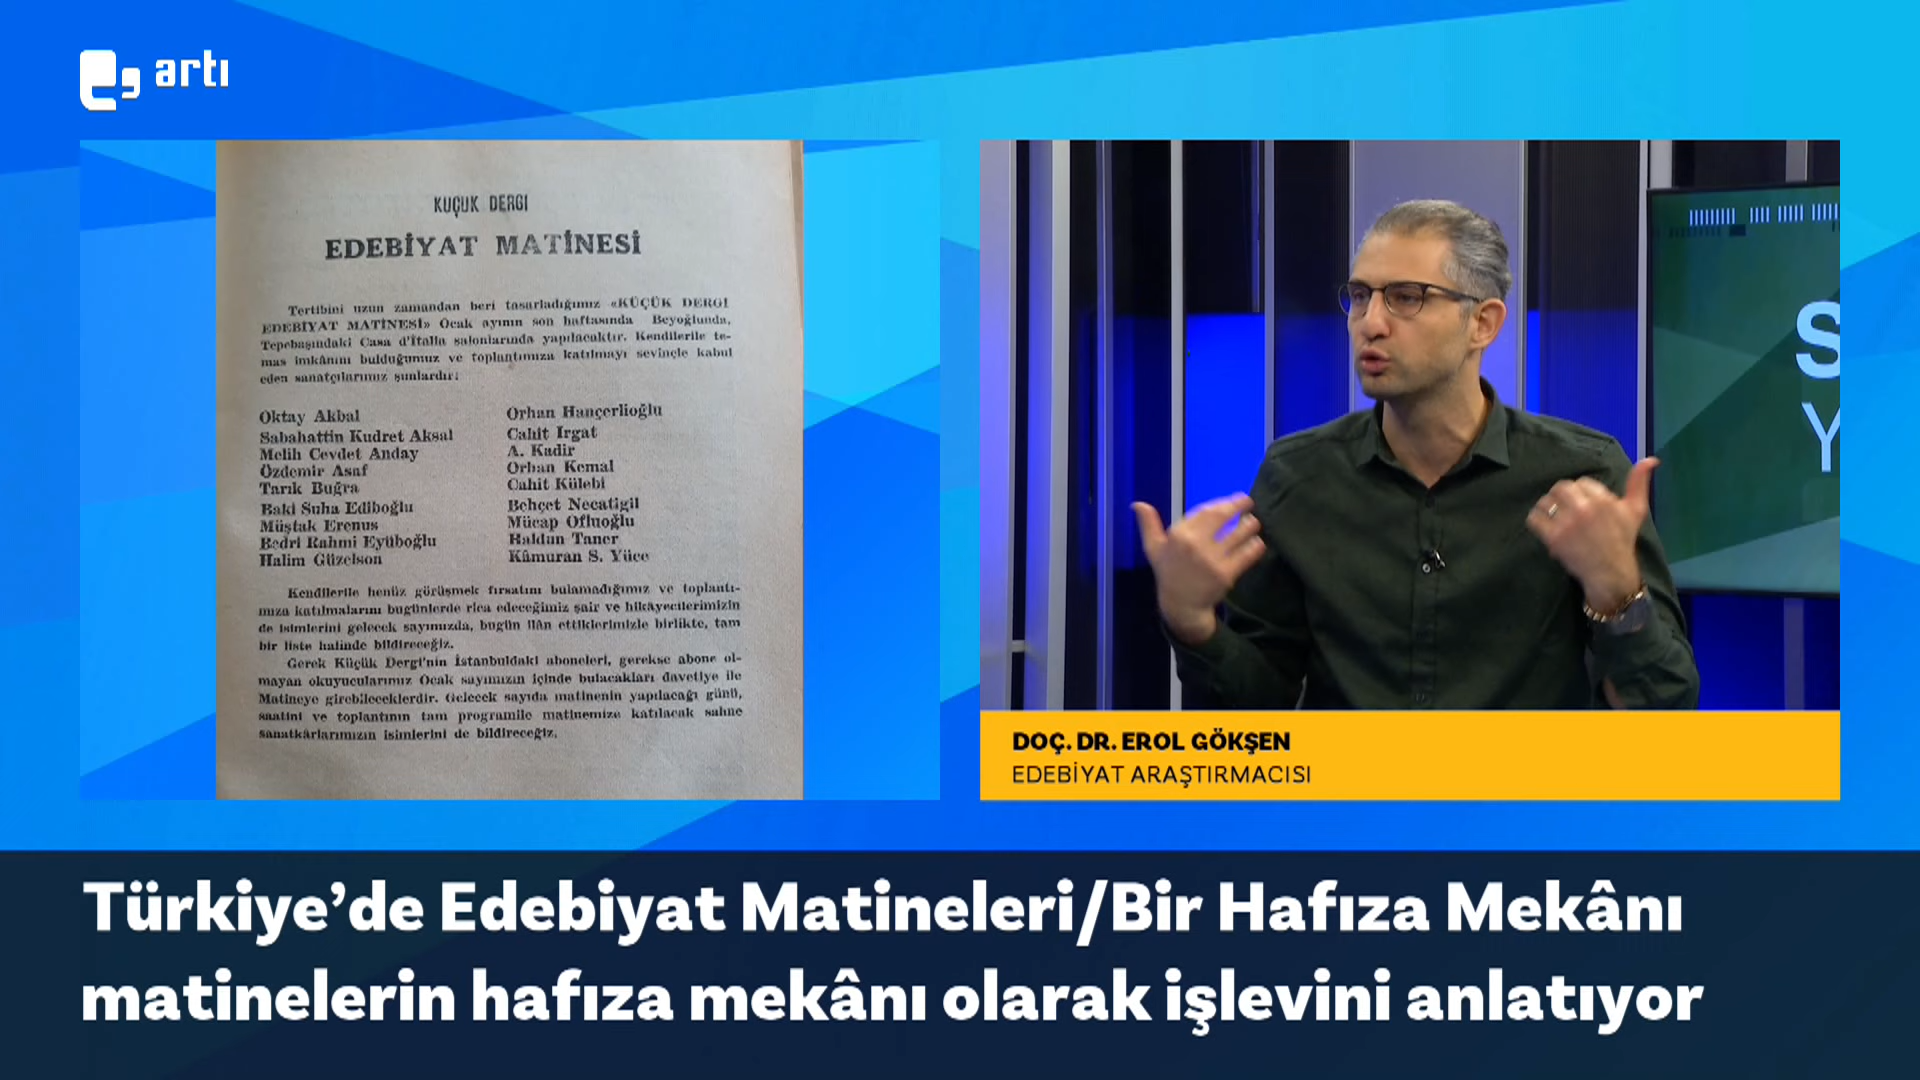 artı
KUÇUK DERGI
EDEBİYAT MATİNESİ
Tertibini uzun zamandan beri tasarladığımız «KÜÇÜK DERGI
EDEBİYAT MATİNESİ» Ocak ayının son haftasında Beyoğlunda,
Tepebaşındaki Casa d'İtalia salonlarında yapılacaktır. Kendilerile te-
mas imkânını bulduğumuz ve toplantımıza katılmayı sevinçle kabul
eden sanatçılarımız şunlardır:
Oktay Akbal
Sabahattin Kudret Aksal
Melih Cevdet Anday
Özdemir Asaf
Tarık Buğra
Baki Suha Ediboğlu
Müştak Erenus
Bedri Rahmi Eyüboğlu
Halim Güzelson
Orhan Hançerlioğlu
Cahit Irgat
A. Kadir
Orhan Kemal
Cahit Külebi
Behçet Necatigil
Mücap Ofluoğlu
Haldun Taner
Kâmuran S. Yüce
Kendilerile henüz görüşmek fırsatını bulamadığımız ve toplantı-
mıza katılmalarını bugünlerde rica edeceğimiz şair ve hikâyecilerimizin
de isimlerini gelecek sayımızda, bugün ilân ettiklerimizle birlikte, tam
bir liste halinde bildireceğiz.
Gerek Küçük Dergi'nin İstanbuldaki aboneleri, gerekse abone ol-
mayan okuyucularımız Ocak sayımızın içinde bulacakları davetiye ile
Matineye girebileceklerdir. Gelecek sayıda matinenin yapılacağı günü,
saatini ve toplantının tam programile matinemize katılacak sahne
sanatkârlarımızın isimlerini de bildireceğiz.
S
Y
DOÇ. DR. EROL GÖKŞEN
EDEBİYAT ARAŞTIRMACISI
Türkiye’de Edebiyat Matineleri/Bir Hafıza Mekânı
matinelerin hafıza mekânı olarak işlevini anlatıyor